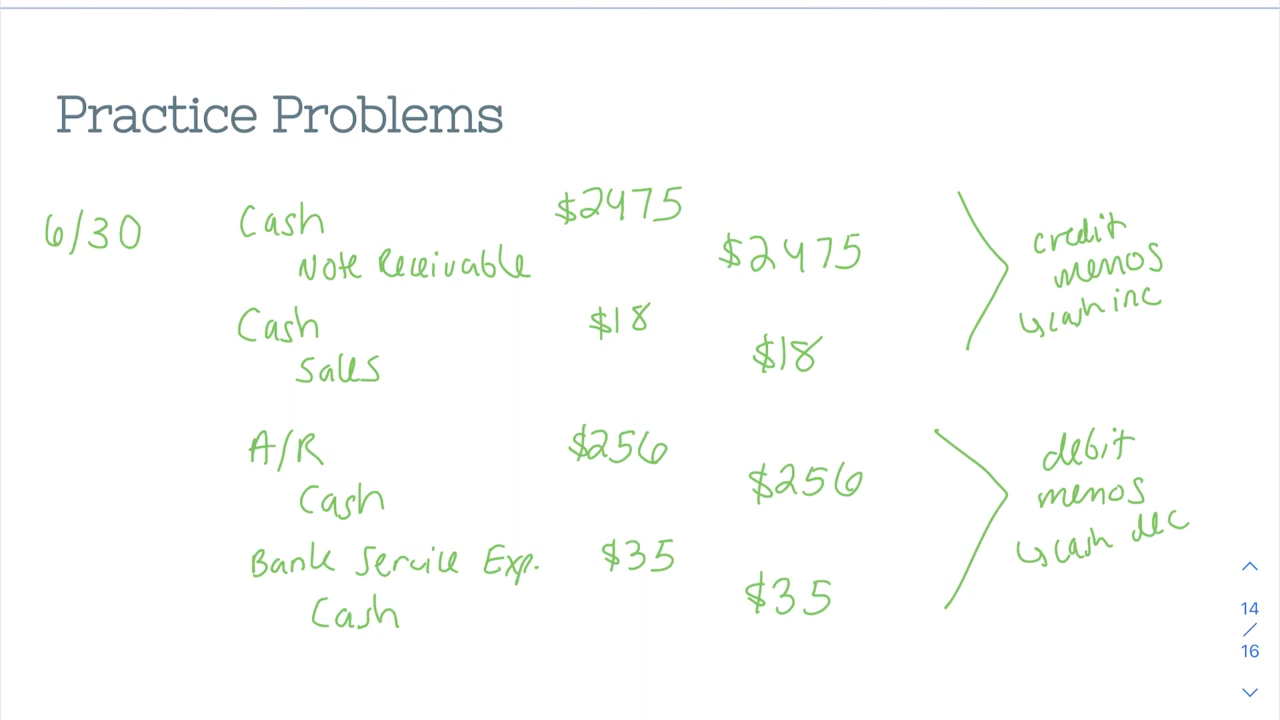 Practice Problems
6/30 Cash $2475
Note Receivable $2475
Cash $18
Sales $18
credit
memos
↳cash inc
A/R $256
Cash $256
Bank Service Exp. $35
Cash $35
debit
memos
↳cash dec
14
/
16